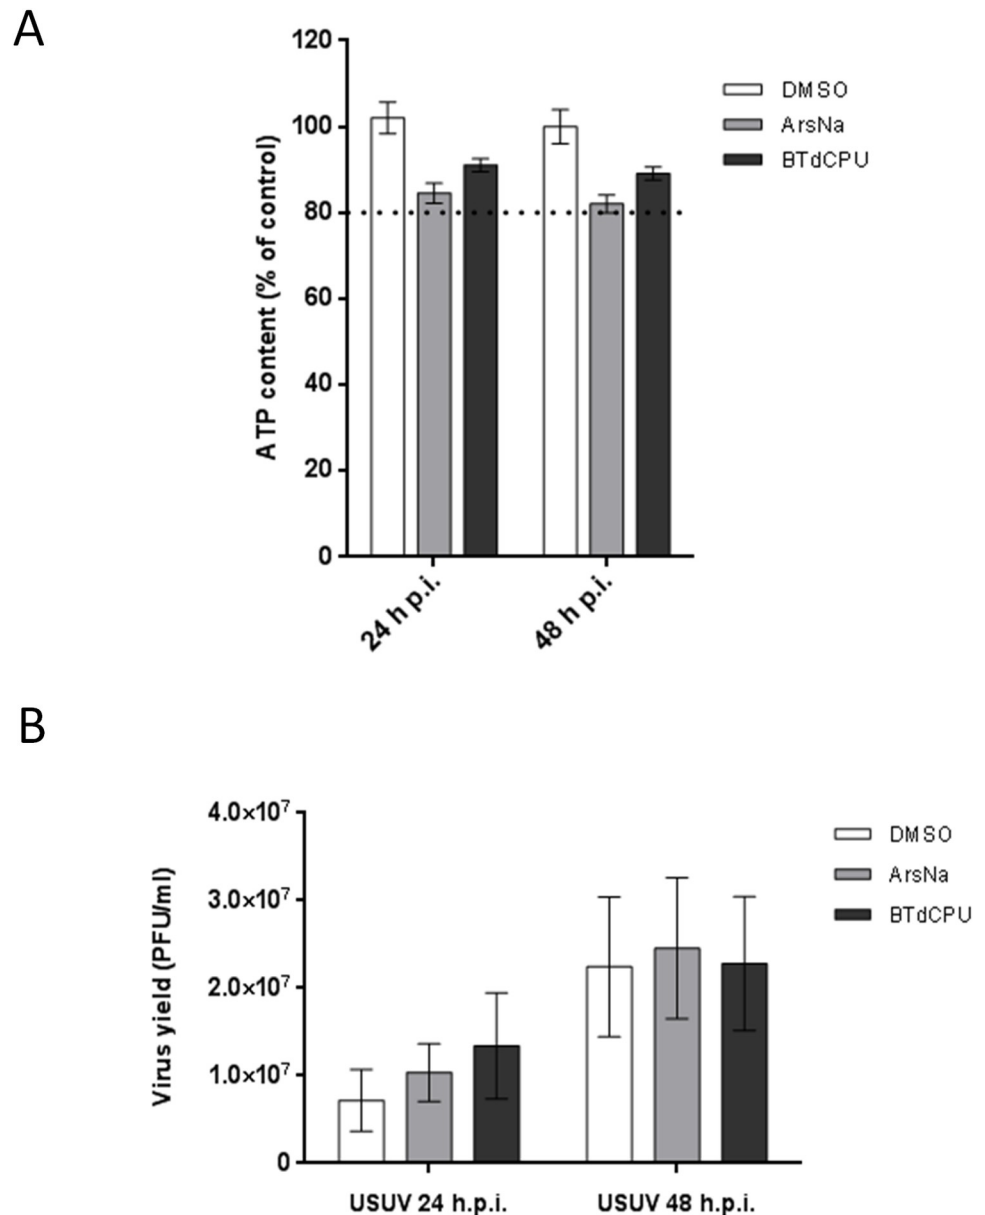 A
ATP content (% of control)
120
100
80
60
40
20
0
24 h p.i.
48 h p.i.
DMSO
ArsNa
BTdCPU
B
Virus yield (PFU/ml)
4.0×10⁷
3.0×10⁷
2.0×10⁷
1.0×10⁷
0
USUV 24 h.p.i.
USUV 48 h.p.i.
DMSO
ArsNa
BTdCPU